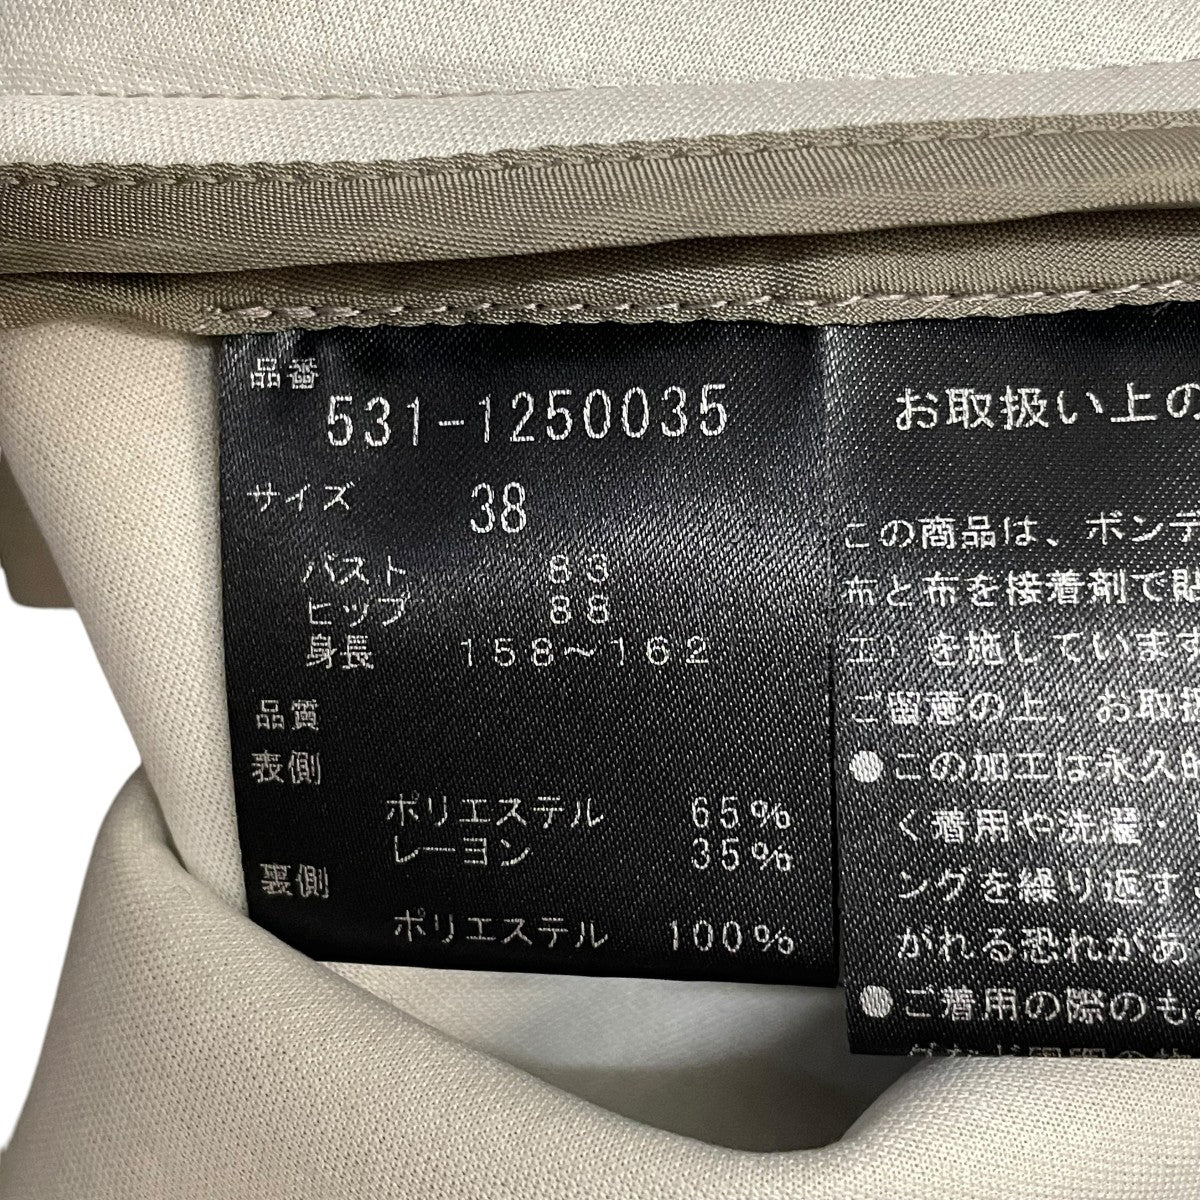 品番
531-1250035
サイズ 38
バスト 83
ヒップ 88
身長 158～162
品質
表側
ポリエステル 65%
レーヨン 35%
裏側
ポリエステル 100%
お取扱い上の
この商品は、ボンデ
布と布を接着剤で貼
工）を施しています
ご留意の上、お取扱
●この加工は永久的
く着用や洗濯・
ングを繰り返す
がれる恐れがあ
●ご着用の際のも